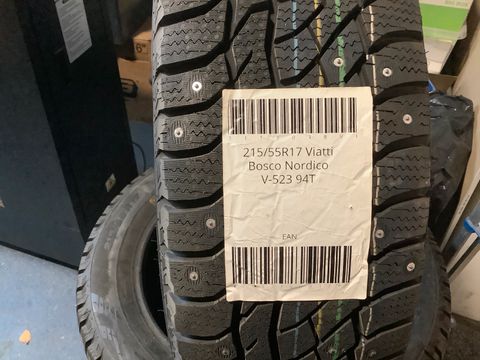 215/55R17 Viatti
Bosco Nordico
V-523 94T
EAN